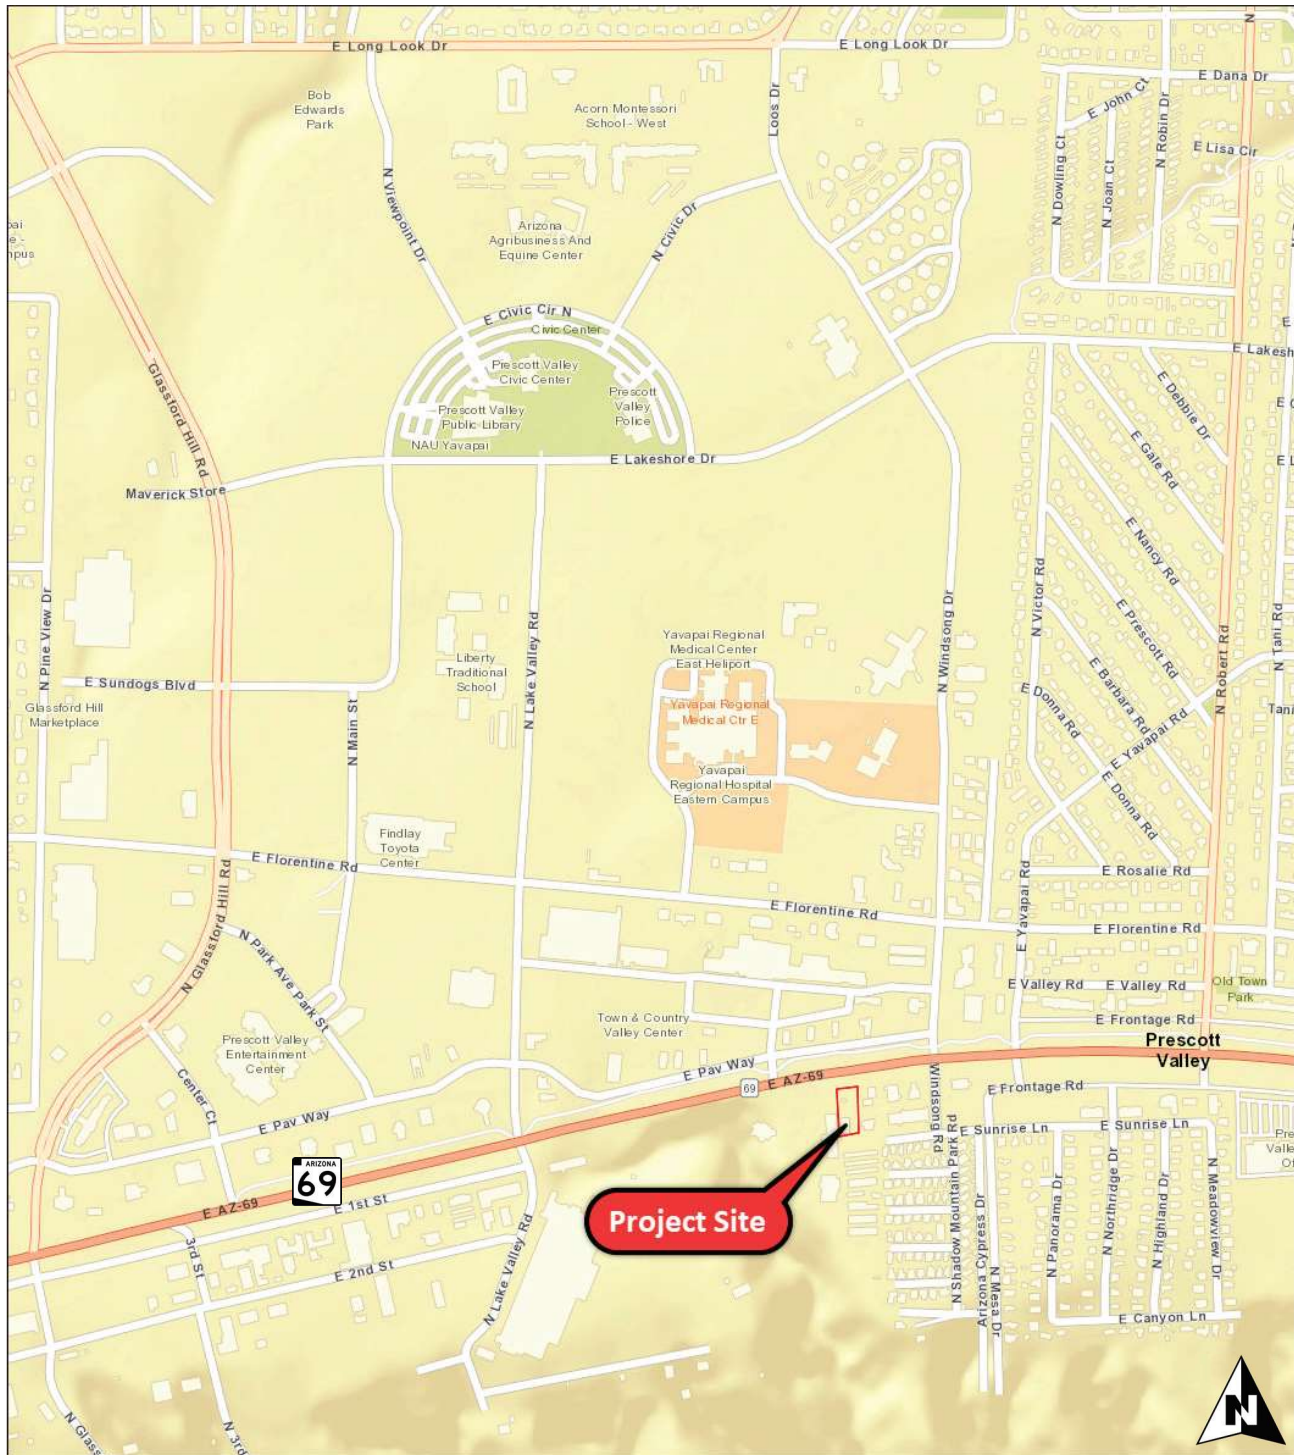 E Long Look Dr
E Long Look Dr
N
E Dana Dr
E John Ct
Bob
Edwards
Park
Acorn Montessori
School - West
Loos Dr
N Robin Dr
E Lisa Cir
N Dowling Ct
N Joan Ct
N Viewpoint Dr
N Civic Dr
Arizona
Agribusiness And
Equine Center
E Civic Cir N
Civic Center
Prescott Valley
Civic Center
Prescott
Valley
Police
Prescott Valley
Public Library
NAU Yavapai
E Lakeshore Dr
Glassford Hill Rd
Maverick Store
E Debbie Dr
E Gale Rd
E Nancy Rd
E Prescott Rd
E Barbara Rd
E Donna Rd
E Donna Rd
E Yavapai Rd
N Victor Rd
N Windsong Dr
N Robert Rd
N Tani Rd
N Pine View Dr
E Sundogs Blvd
Glassford Hill
Marketplace
N Main St
Liberty
Traditional
School
N Lake Valley Rd
Yavapai Regional
Medical Center
East Heliport
Yavapai Regional
Medical Ctr E
Yavapai
Regional Hospital
Eastern Campus
Findlay
Toyota
Center
E Florentine Rd
E Florentine Rd
E Florentine Rd
E Rosalie Rd
E Yavapai Rd
N Glassford Hill Rd
N Park Ave
Park St
E Valley Rd
E Valley Rd
Old Town
Park
E Frontage Rd
Prescott
Valley
Town & Country
Valley Center
Prescott Valley
Entertainment
Center
Center Ct
E Pav Way
E Pav Way
69
E AZ-69
E Frontage Rd
Windsong Rd
E Sunrise Ln
E Sunrise Ln
N Shadow Mountain Park Rd
Arizona Cypress Dr
N Mesa Dr
N Panorama Dr
N Northridge Dr
N Highland Dr
N Meadowview Dr
E Canyon Ln
ARIZONA
69
E AZ-69
E 1st St
3rd St
E 2nd St
N Lake Valley Rd
N 3rd
N Glass
Project Site
N